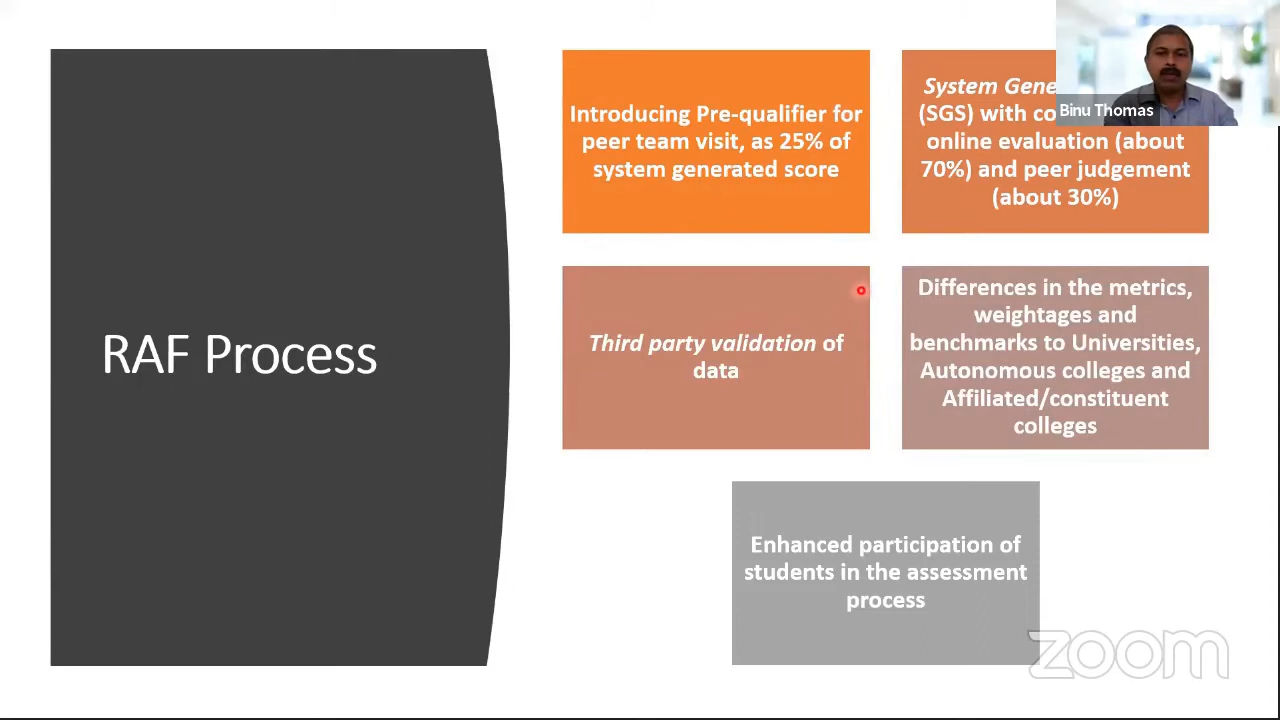 RAF Process
Introducing Pre-qualifier for
peer team visit, as 25% of
system generated score
System
(SGS) with
online evaluation (about
70%) and peer judgement
(about 30%)
Binu Thomas
Third party validation of
data
Differences in the metrics,
weightages and
benchmarks to Universities,
Autonomous colleges and
Affiliated/constituent
colleges
Enhanced participation of
students in the assessment
process
zoom